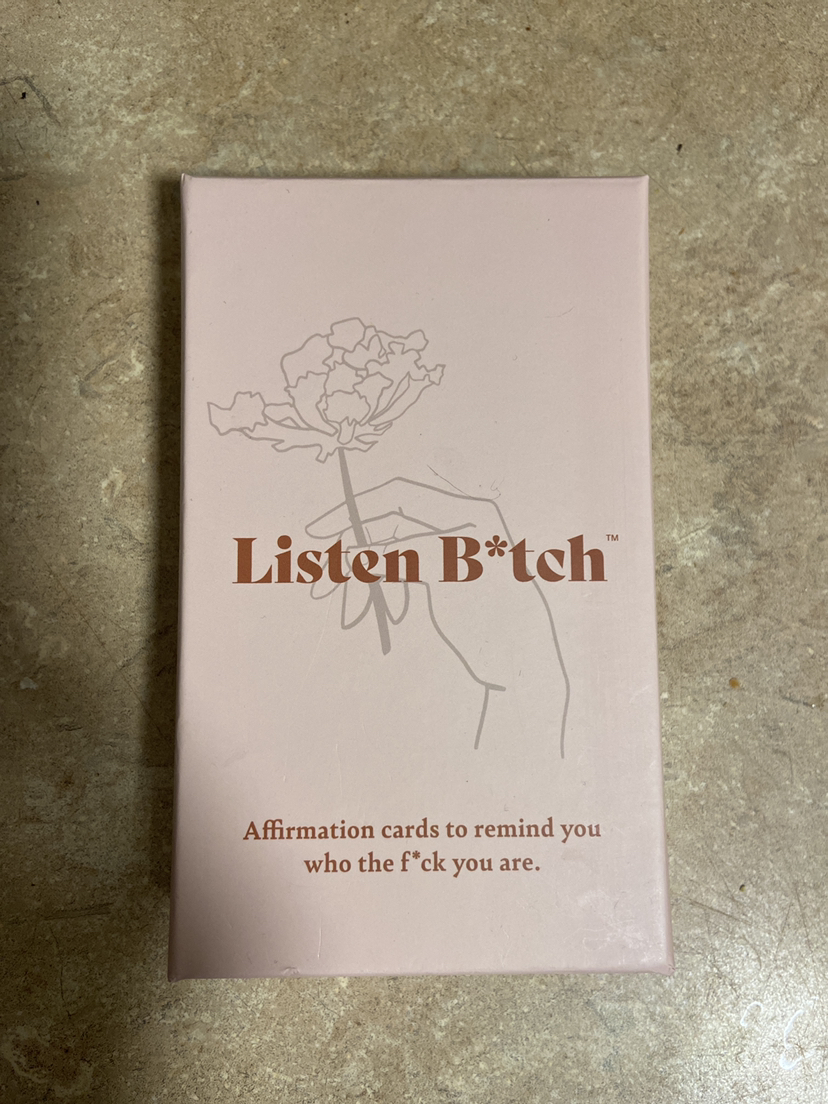 Listen B*tch™
Affirmation cards to remind you
who the f*ck you are.